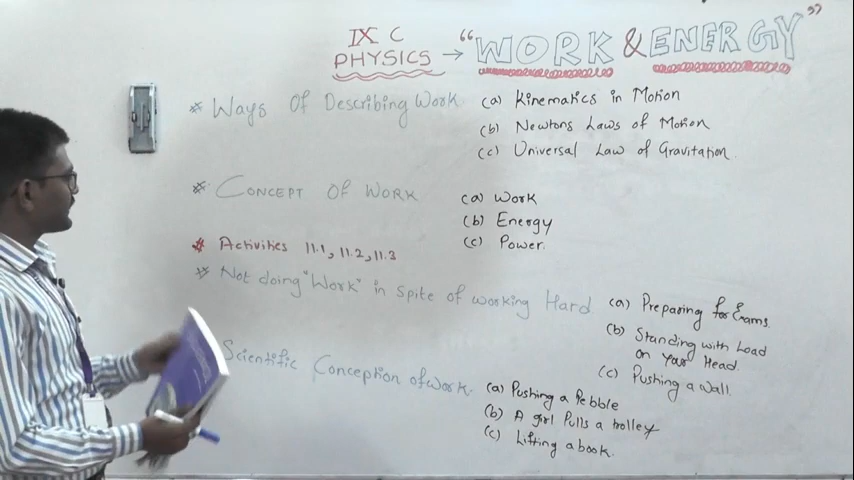 IX C
PHYSICS → "WORK & ENERGY"
* Ways Of Describing Work (a) Kinematics in Motion
(b) Newtons Laws of Motion
(c) Universal Law of Gravitation.
* CONCEPT OF WORK (a) Work
(b) Energy
(c) Power.
* Activities 11.1, 11.2, 11.3
* Not doing "Work" in spite of working Hard (a) Preparing for Exams.
(b) Standing with Load
on Your Head.
(c) Pushing a Wall.
Scientific Conception of Work. (a) Pushing a Pebble
(b) A girl Pulls a trolley
(c) Lifting a book.